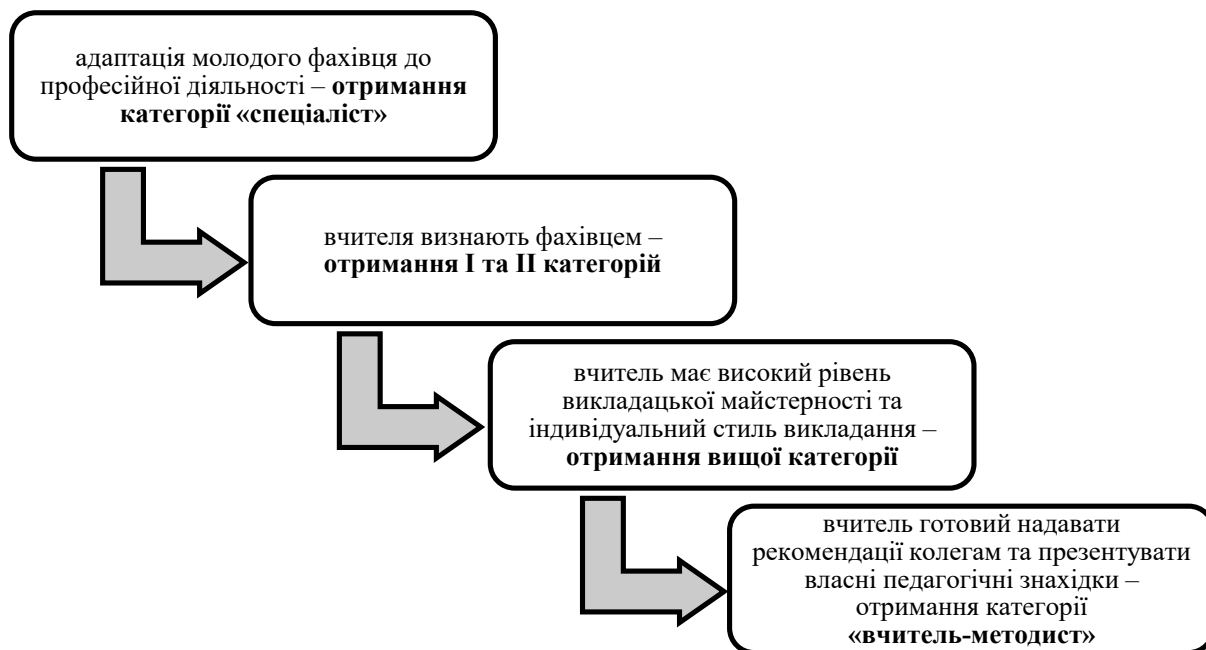 адаптація молодого фахівця до
професійної діяльності – отримання
категорії «спеціаліст»
вчителя визнають фахівцем –
отримання І та ІІ категорій
вчитель має високий рівень
викладацької майстерності та
індивідуальний стиль викладання –
отримання вищої категорії
вчитель готовий надавати
рекомендації колегам та презентувати
власні педагогічні знахідки –
отримання категорії
«вчитель-методист»